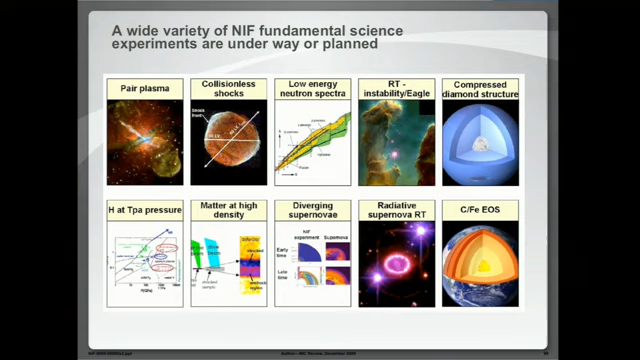 A wide variety of NIF fundamental science
experiments are under way or planned
Pair plasma
Collisionless
shocks
Low energy
neutron spectra
RT -
instability/Eagle
Compressed
diamond structure
Shock
front
H at Tpa pressure
Matter at high
density
Diverging
supernovae
Radiative
supernova RT
C/Fe EOS
NIF
experiment
Supernova
Early
time
Late
time